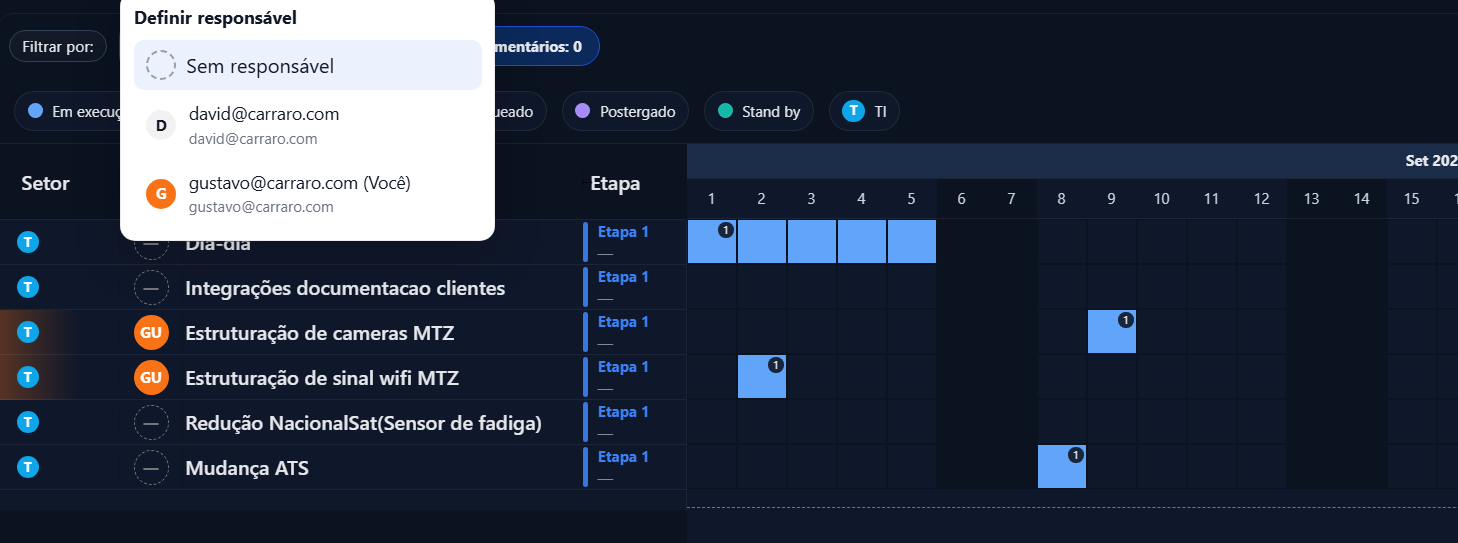 Definir responsável
Filtrar por:
Sem responsável
mentários: 0
D
david@carraro.com
david@carraro.com
Em execuç
ueado
Postergado
Stand by
T TI
G
gustavo@carraro.com (Você)
gustavo@carraro.com
Setor
Etapa
Set 202
1 2 3 4 5 6 7 8 9 10 11 12 13 14 15
T — Dia-dia Etapa 1 1
—
T — Integrações documentacao clientes Etapa 1
—
T GU Estruturação de cameras MTZ Etapa 1 1
—
T GU Estruturação de sinal wifi MTZ Etapa 1 1
—
T — Redução NacionalSat(Sensor de fadiga) Etapa 1
—
T — Mudança ATS Etapa 1 1
—